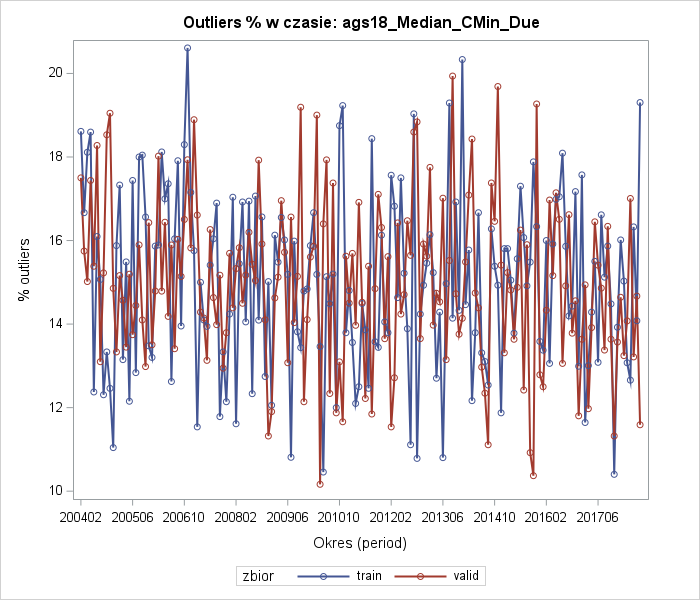 Outliers % w czasie: ags18_Median_CMin_Due
% outliers
20
18
16
14
12
10
200402 200506 200610 200802 200906 201010 201202 201306 201410 201602 201706
Okres (period)
zbior train valid